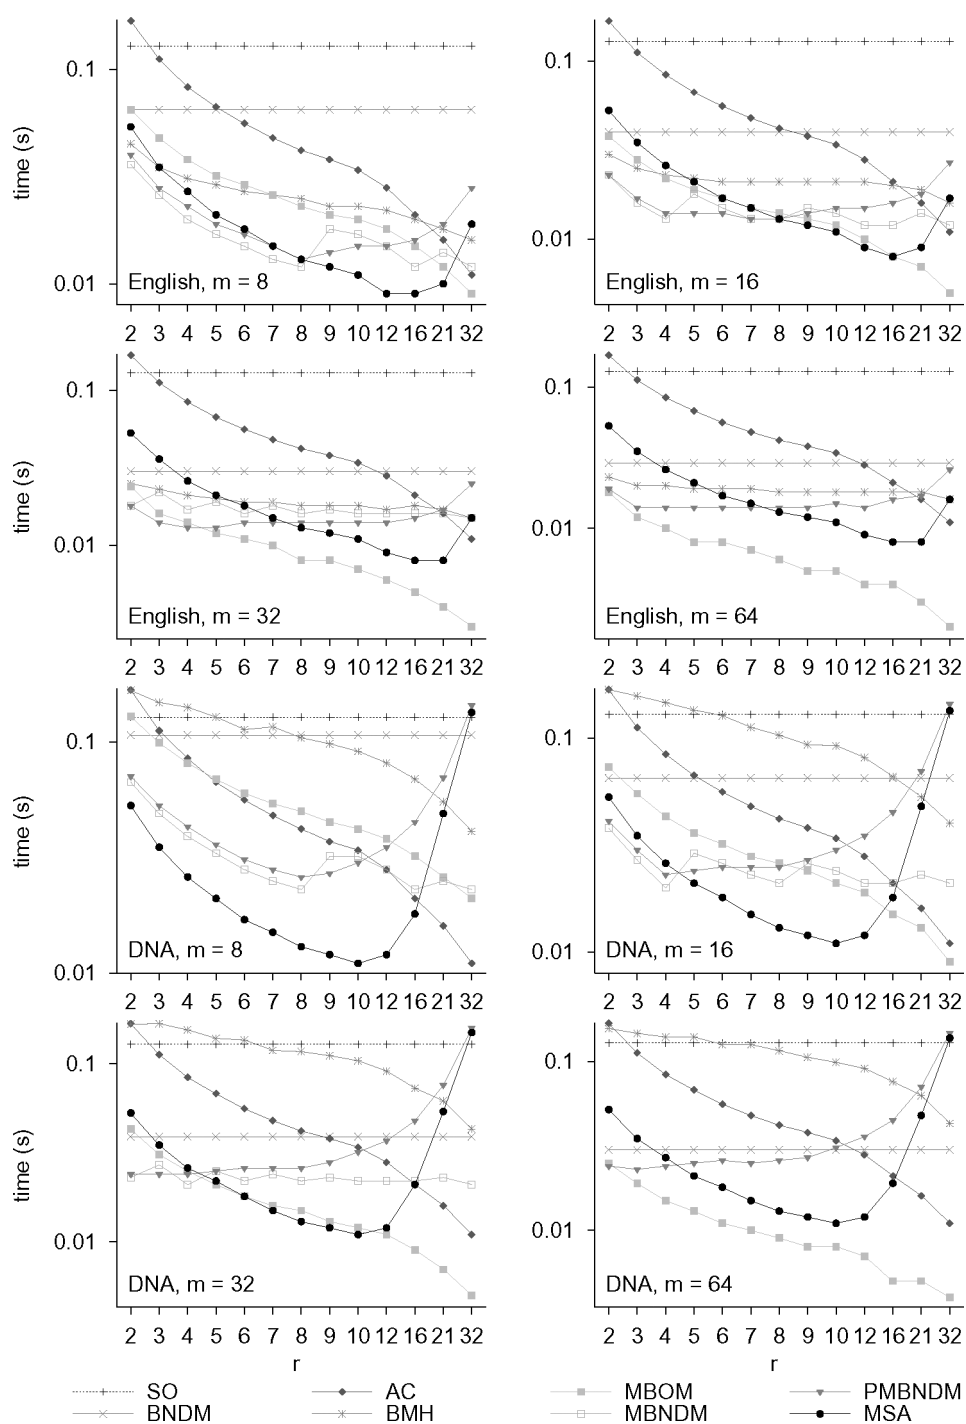 0.1
0.01
time (s)
English, m = 8
2 3 4 5 6 7 8 9 10 12 16 21 32
0.1
0.01
English, m = 16
2 3 4 5 6 7 8 9 10 12 16 21 32
0.1
0.01
time (s)
English, m = 32
2 3 4 5 6 7 8 9 10 12 16 21 32
0.1
0.01
English, m = 64
2 3 4 5 6 7 8 9 10 12 16 21 32
0.1
0.01
time (s)
DNA, m = 8
2 3 4 5 6 7 8 9 10 12 16 21 32
0.1
0.01
DNA, m = 16
2 3 4 5 6 7 8 9 10 12 16 21 32
0.1
0.01
time (s)
DNA, m = 32
2 3 4 5 6 7 8 9 10 12 16 21 32
r
0.1
0.01
DNA, m = 64
2 3 4 5 6 7 8 9 10 12 16 21 32
r
SO AC MBOM PMBNDM
BNDM BMH MBNDM MSA